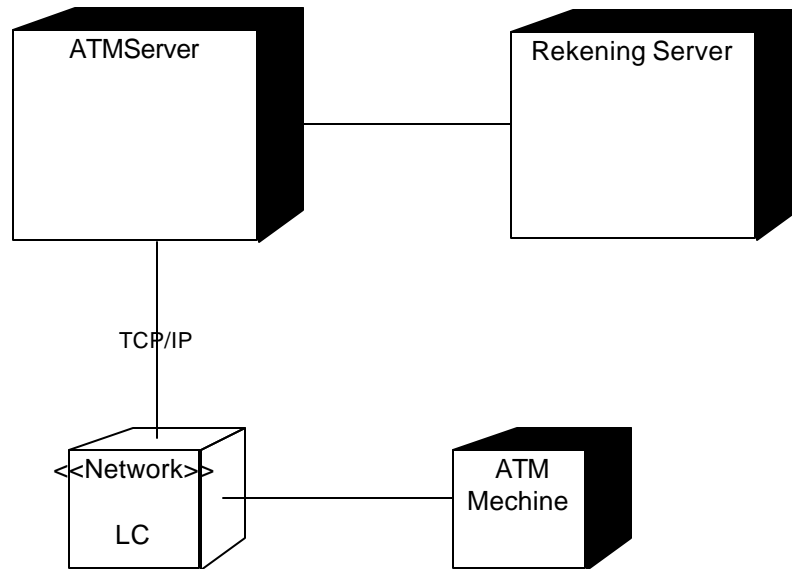 ATMServer
Rekening Server
TCP/IP
<<Network>>
LC
ATM
Mechine